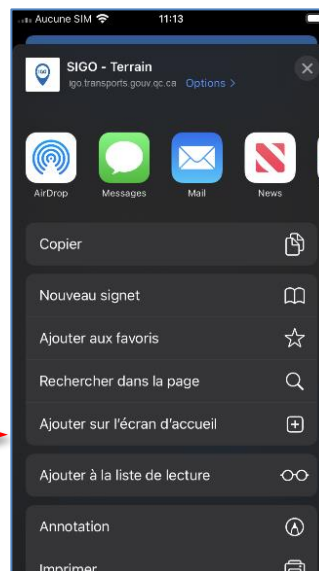 Aucune SIM 11:13
SIGO - Terrain
igo.transports.gouv.qc.ca Options >
AirDrop Messages Mail News
Copier
Nouveau signet
Ajouter aux favoris
Rechercher dans la page
Ajouter sur l'écran d'accueil
Ajouter à la liste de lecture
Annotation
Imprimer